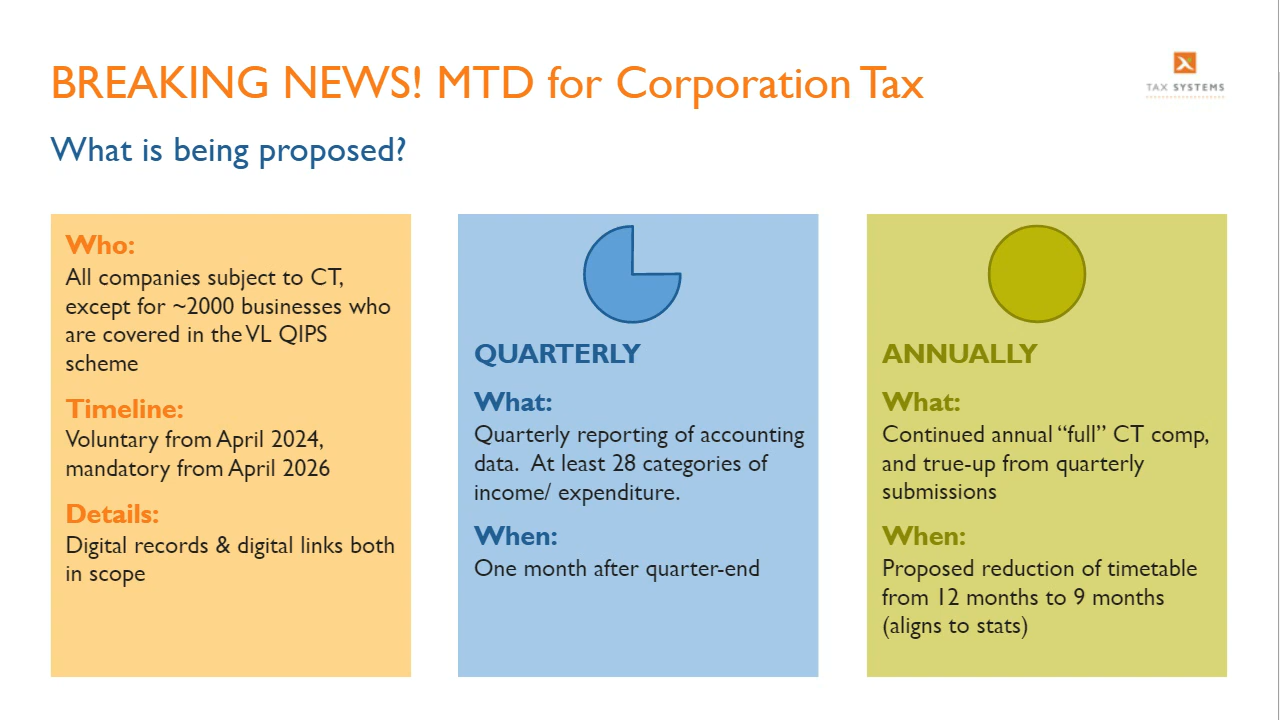 BREAKING NEWS! MTD for Corporation Tax
TAX SYSTEMS
What is being proposed?
Who:
All companies subject to CT,
except for ~2000 businesses who
are covered in the VL QIPS
scheme
Timeline:
Voluntary from April 2024,
mandatory from April 2026
Details:
Digital records & digital links both
in scope
QUARTERLY
What:
Quarterly reporting of accounting
data.  At least 28 categories of
income/ expenditure.
When:
One month after quarter-end
ANNUALLY
What:
Continued annual “full” CT comp,
and true-up from quarterly
submissions
When:
Proposed reduction of timetable
from 12 months to 9 months
(aligns to stats)